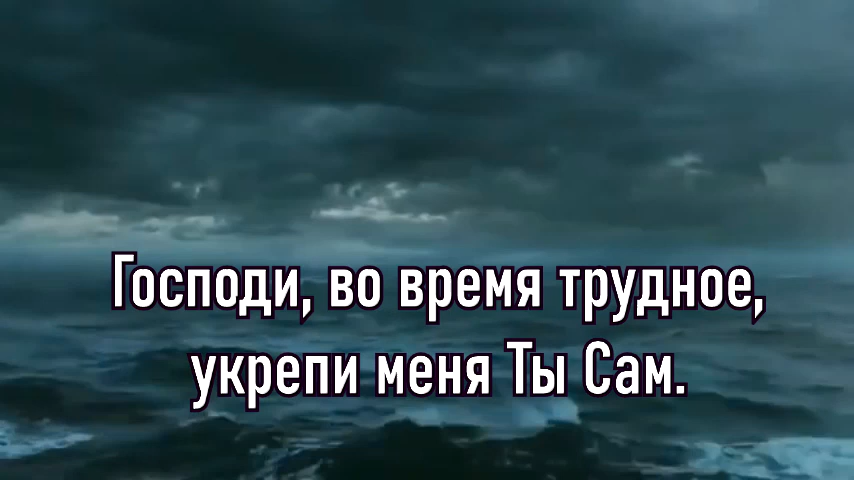 Господи, во время трудное,
укрепи меня Ты Сам.